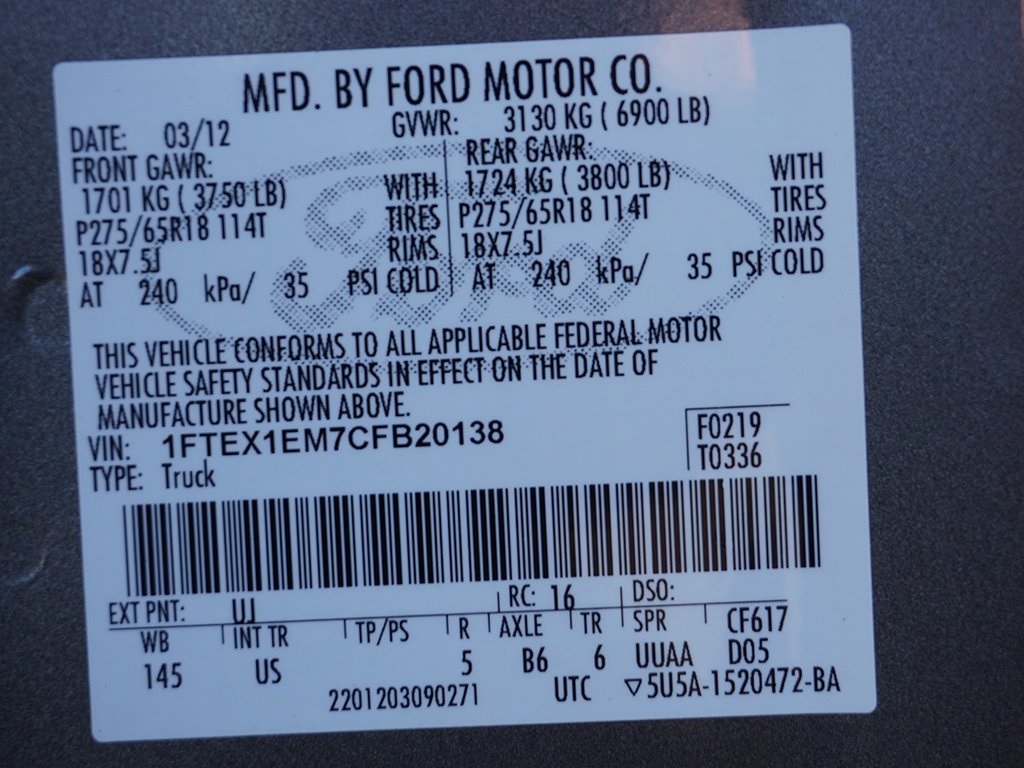 MFD. BY FORD MOTOR CO.
DATE: 03/12 GVWR: 3130 KG ( 6900 LB)
FRONT GAWR: REAR GAWR:
1701 KG ( 3750 LB) WITH 1724 KG ( 3800 LB) WITH
P275/65R18 114T TIRES P275/65R18 114T TIRES
18X7.5J RIMS 18X7.5J RIMS
AT 240 kPa/ 35 PSI COLD AT 240 kPa/ 35 PSI COLD
Ford
THIS VEHICLE CONFORMS TO ALL APPLICABLE FEDERAL MOTOR
VEHICLE SAFETY STANDARDS IN EFFECT ON THE DATE OF
MANUFACTURE SHOWN ABOVE.
VIN: 1FTEX1EM7CFB20138 F0219
TYPE: Truck T0336
EXT PNT: UJ RC: 16 DSO:
WB INT TR TP/PS R AXLE TR SPR CF617
145 US 5 B6 6 UUAA D05
2201203090271 UTC ▽5U5A-1520472-BA